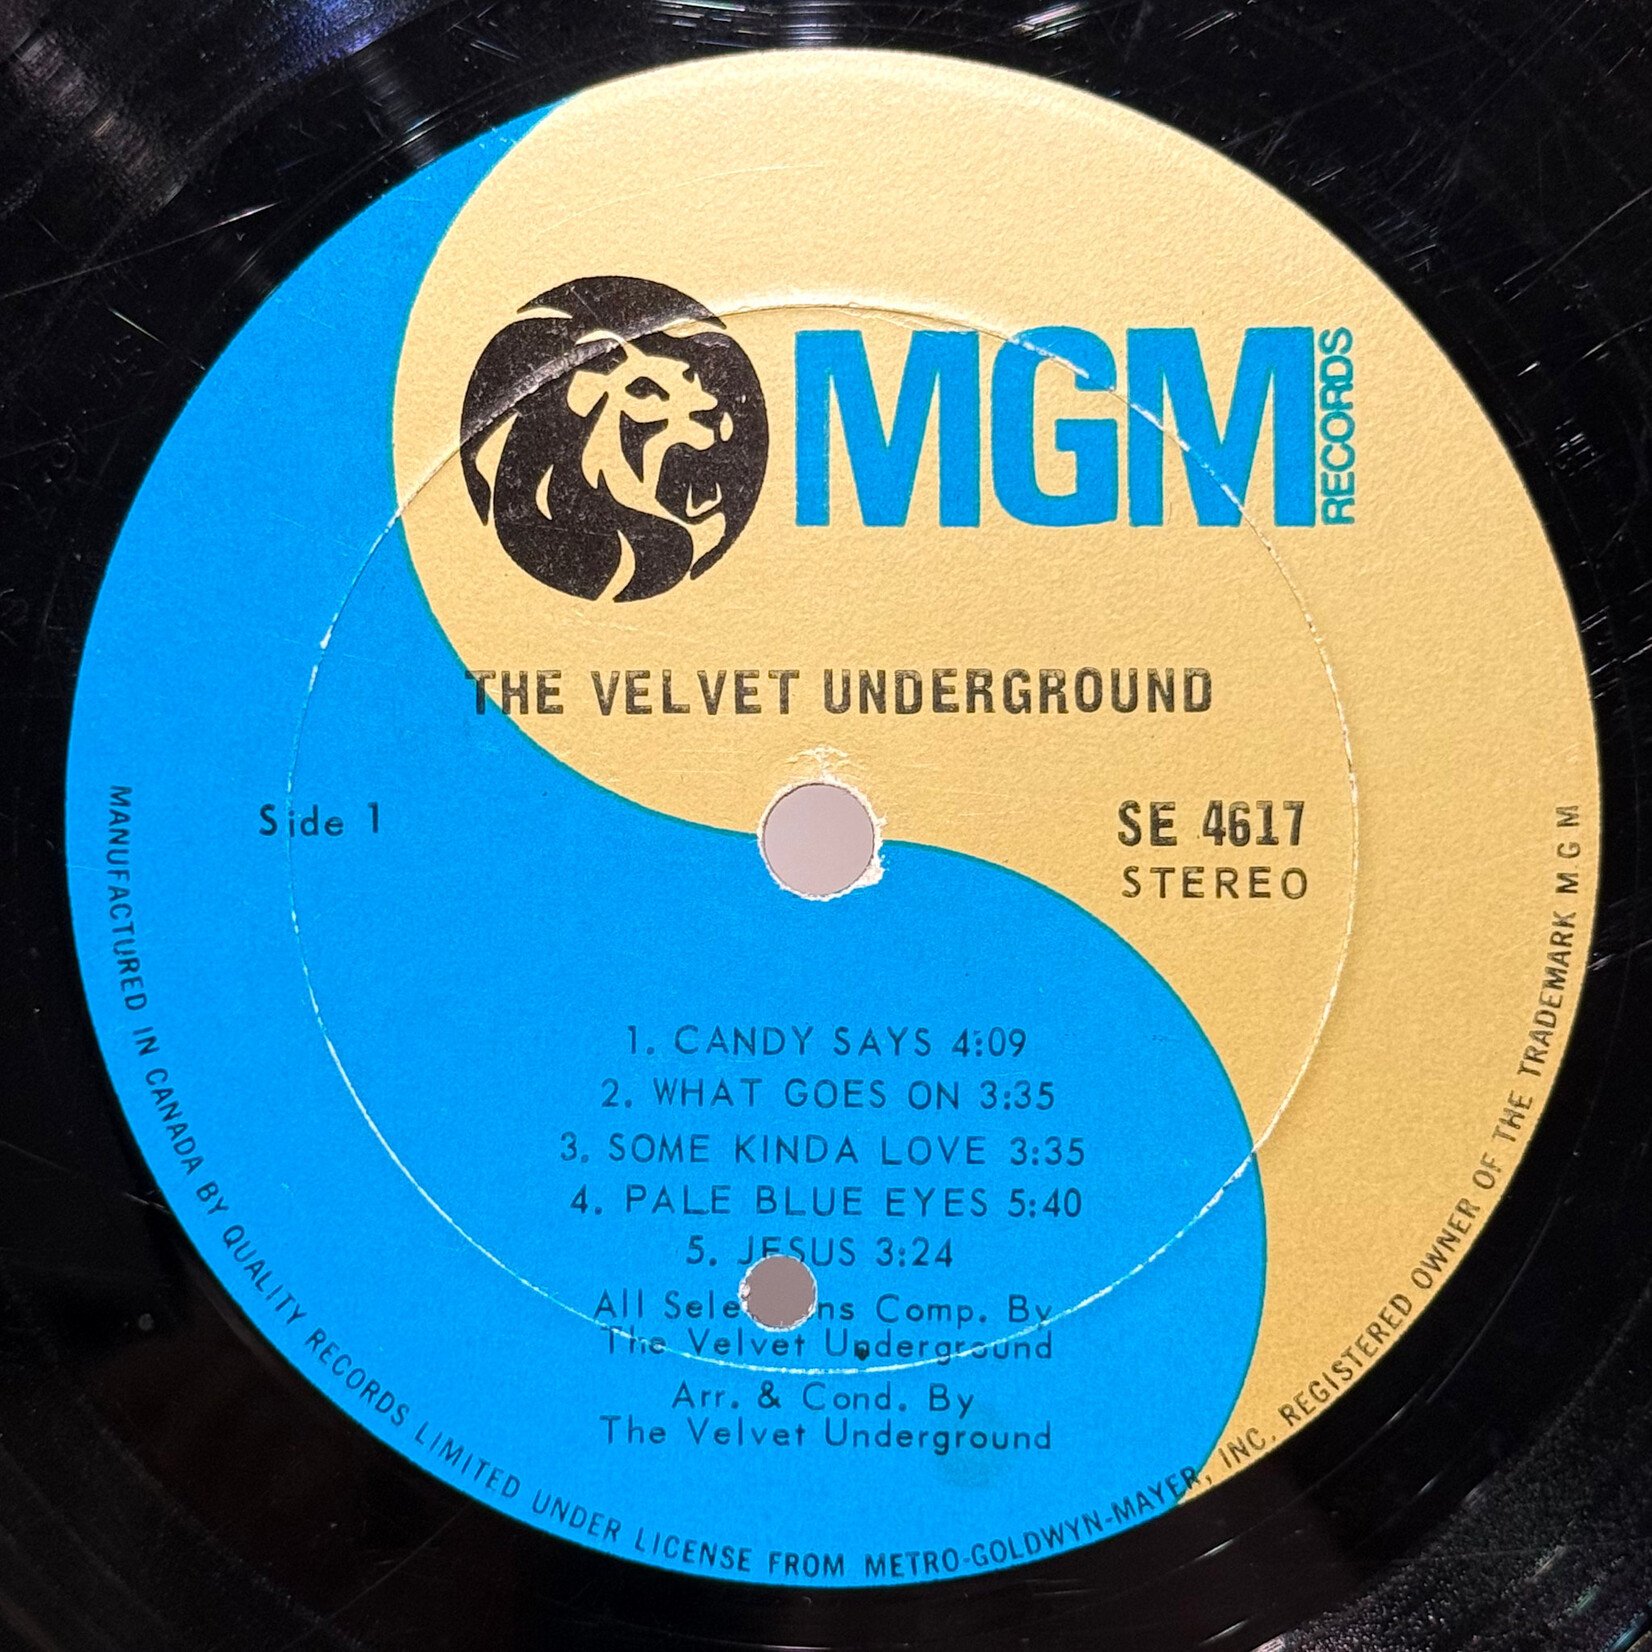 MGM RECORDS
THE VELVET UNDERGROUND
Side 1
SE 4617
STEREO
1. CANDY SAYS 4:09
2. WHAT GOES ON 3:35
3. SOME KINDA LOVE 3:35
4. PALE BLUE EYES 5:40
5. JESUS 3:24
All Sele ns Comp. By
The Velvet Underground
Arr. & Cond. By
The Velvet Underground
MANUFACTURED IN CANADA BY QUALITY RECORDS LIMITED UNDER LICENSE FROM METRO-GOLDWYN-MAYER, INC. REGISTERED OWNER OF THE TRADEMARK M G M